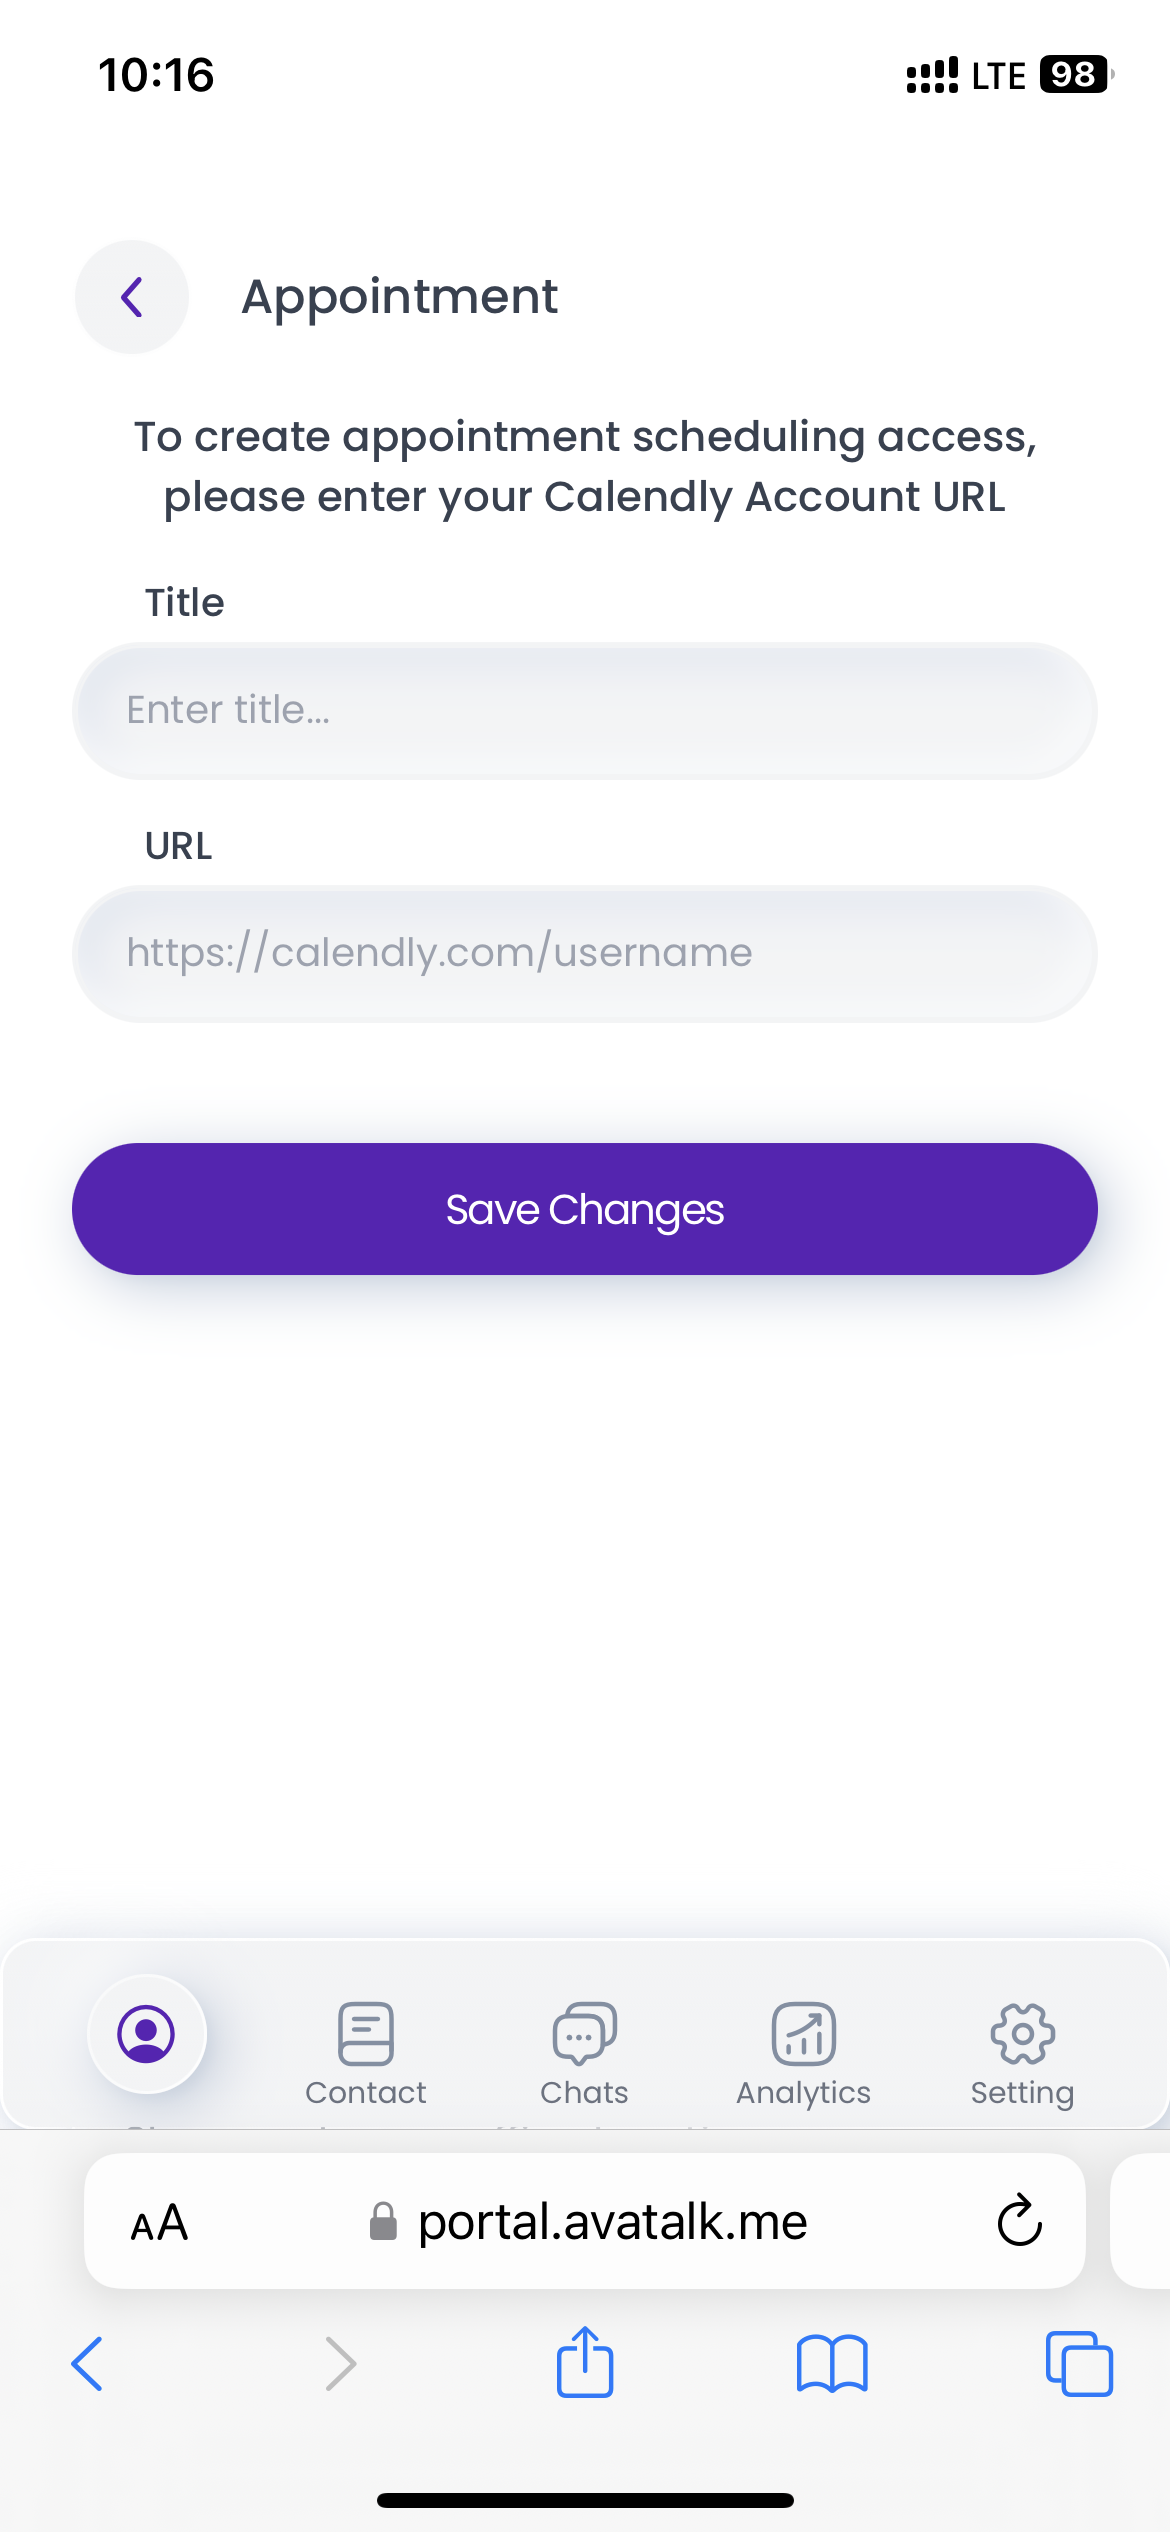 10:16
LTE 98
Appointment
To create appointment scheduling access,
please enter your Calendly Account URL
Title
Enter title...
URL
https://calendly.com/username
Save Changes
Contact
Chats
Analytics
Setting
AA
portal.avatalk.me